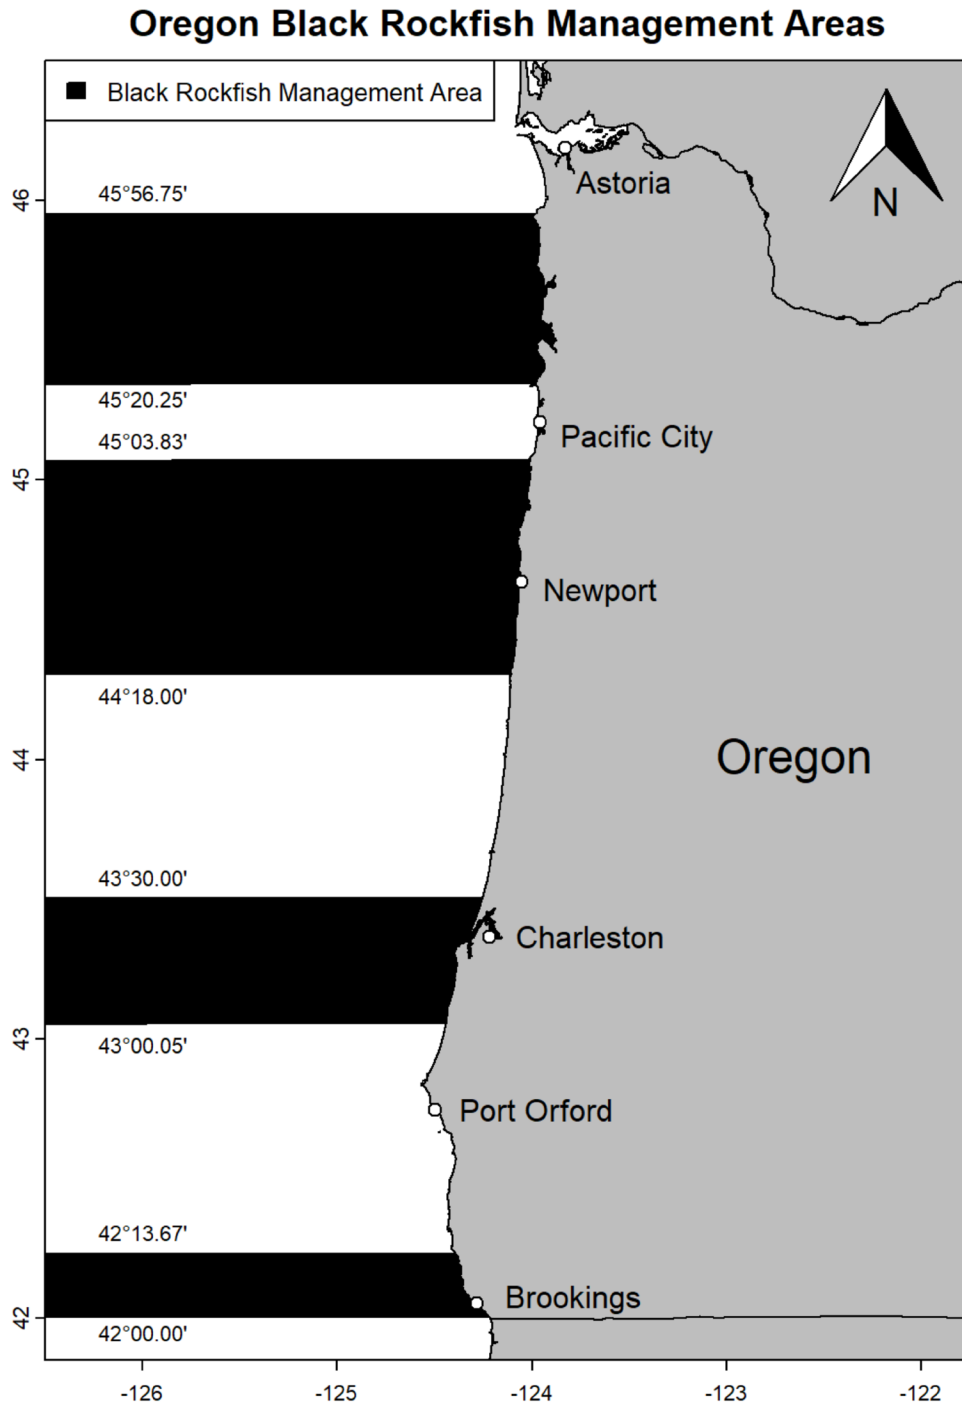 Oregon Black Rockfish Management Areas
Black Rockfish Management Area
N
Astoria
45°56.75'
46
45°20.25'
45°03.83'
Pacific City
45
Newport
44°18.00'
44
Oregon
43°30.00'
Charleston
43
43°00.05'
Port Orford
42°13.67'
Brookings
42
42°00.00'
-126 -125 -124 -123 -122